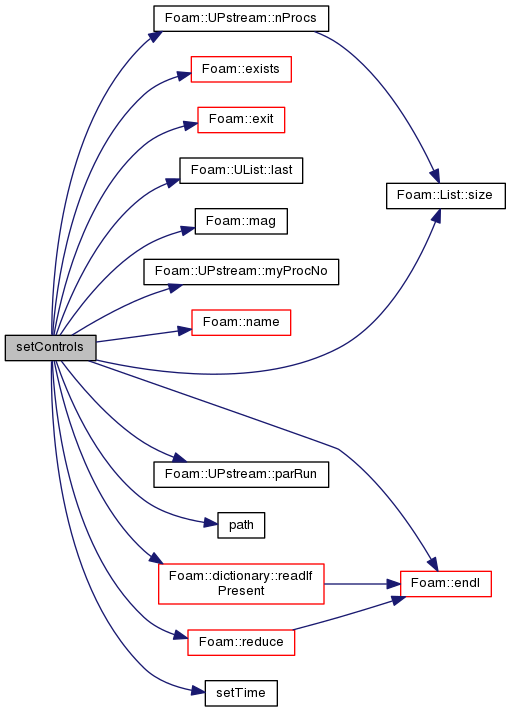 Foam::UPstream::nProcs
Foam::exists
Foam::exit
Foam::UList::last
Foam::List::size
Foam::mag
Foam::UPstream::myProcNo
Foam::name
setControls
Foam::UPstream::parRun
path
Foam::dictionary::readIf
Present
Foam::endl
Foam::reduce
setTime